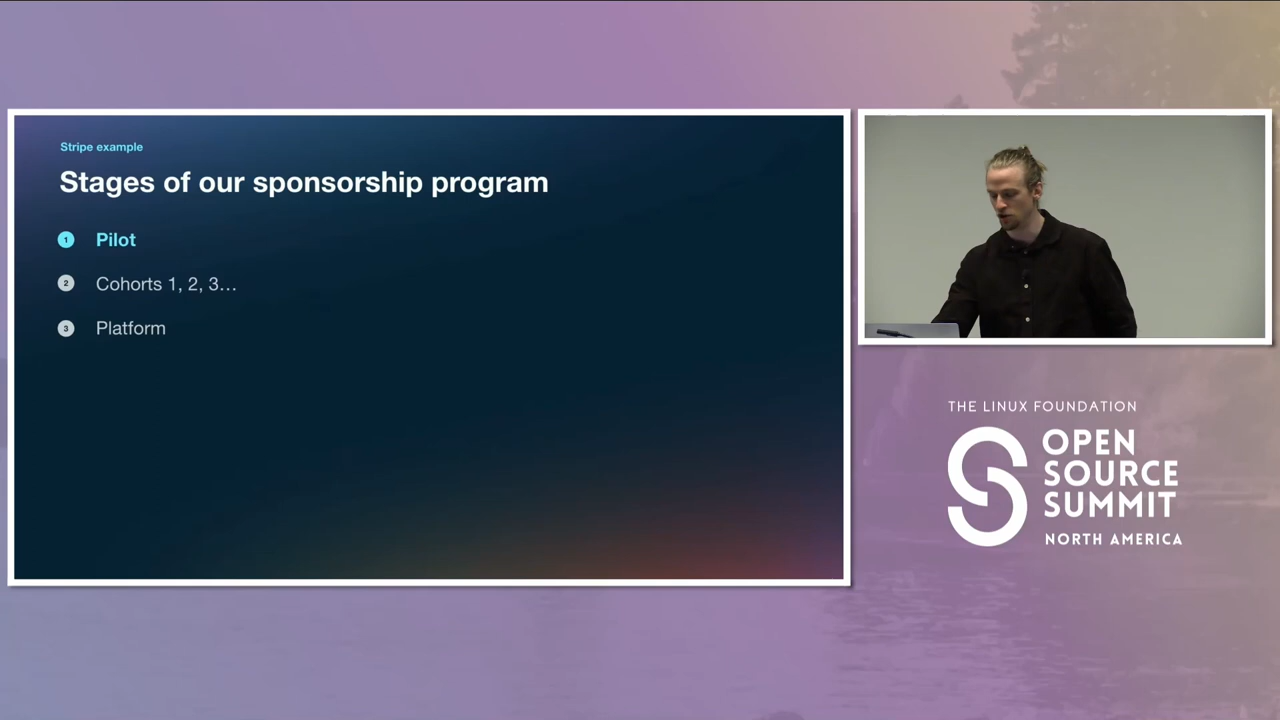 Stripe example
Stages of our sponsorship program
1 Pilot
2 Cohorts 1, 2, 3…
3 Platform
THE LINUX FOUNDATION
OPEN
SOURCE
SUMMIT
NORTH AMERICA